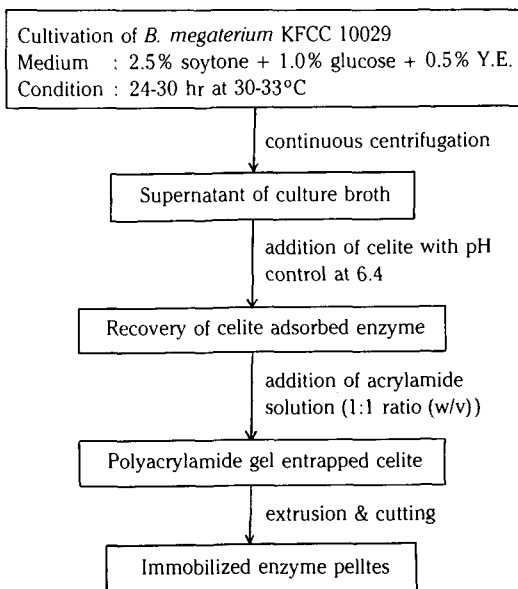 Cultivation of B. megaterium KFCC 10029
Medium : 2.5% soytone + 1.0% glucose + 0.5% Y.E.
Condition : 24-30 hr at 30-33°C
continuous centrifugation
Supernatant of culture broth
addition of celite with pH
control at 6.4
Recovery of celite adsorbed enzyme
addition of acrylamide
solution (1:1 ratio (w/v))
Polyacrylamide gel entrapped celite
extrusion & cutting
Immobilized enzyme pelltes